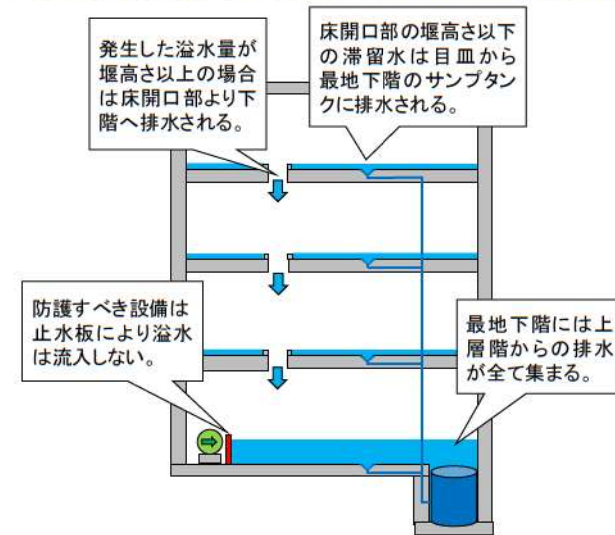 発生した溢水量が
堰高さ以上の場合
は床開口部より下
階へ排水される。
床開口部の堰高さ以下
の滞留水は目皿から
最地下階のサンプタン
クに排水される。
防護すべき設備は
止水板により溢水
は流入しない。
最地下階には上
層階からの排水
が全て集まる。